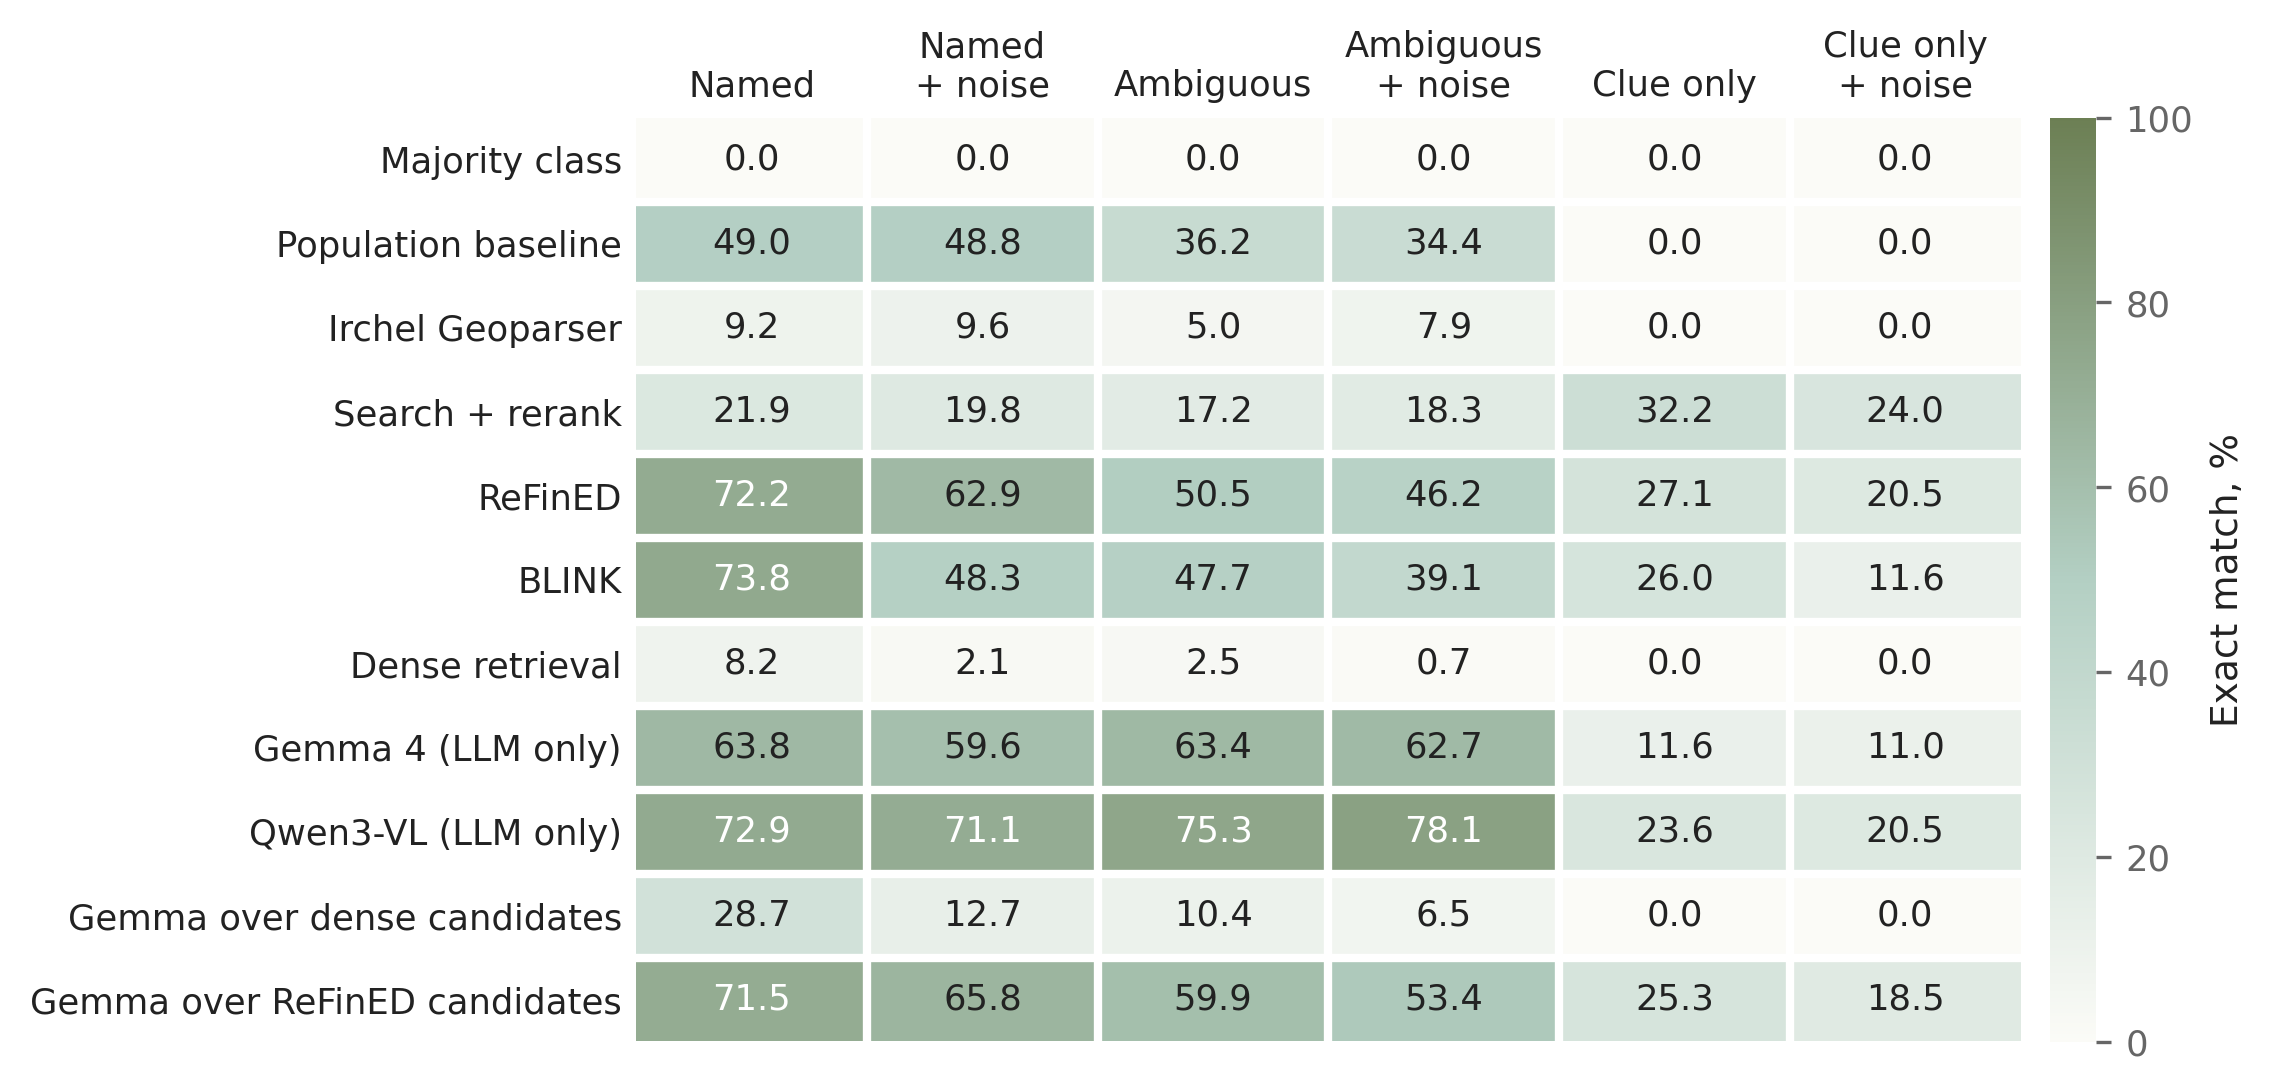 Named
Named
+ noise
Ambiguous
Ambiguous
+ noise
Clue only
Clue only
+ noise
Majority class 0.0 0.0 0.0 0.0 0.0 0.0
Population baseline 49.0 48.8 36.2 34.4 0.0 0.0
Irchel Geoparser 9.2 9.6 5.0 7.9 0.0 0.0
Search + rerank 21.9 19.8 17.2 18.3 32.2 24.0
ReFinED 72.2 62.9 50.5 46.2 27.1 20.5
BLINK 73.8 48.3 47.7 39.1 26.0 11.6
Dense retrieval 8.2 2.1 2.5 0.7 0.0 0.0
Gemma 4 (LLM only) 63.8 59.6 63.4 62.7 11.6 11.0
Qwen3-VL (LLM only) 72.9 71.1 75.3 78.1 23.6 20.5
Gemma over dense candidates 28.7 12.7 10.4 6.5 0.0 0.0
Gemma over ReFinED candidates 71.5 65.8 59.9 53.4 25.3 18.5
100
80
60
40
20
0
Exact match, %